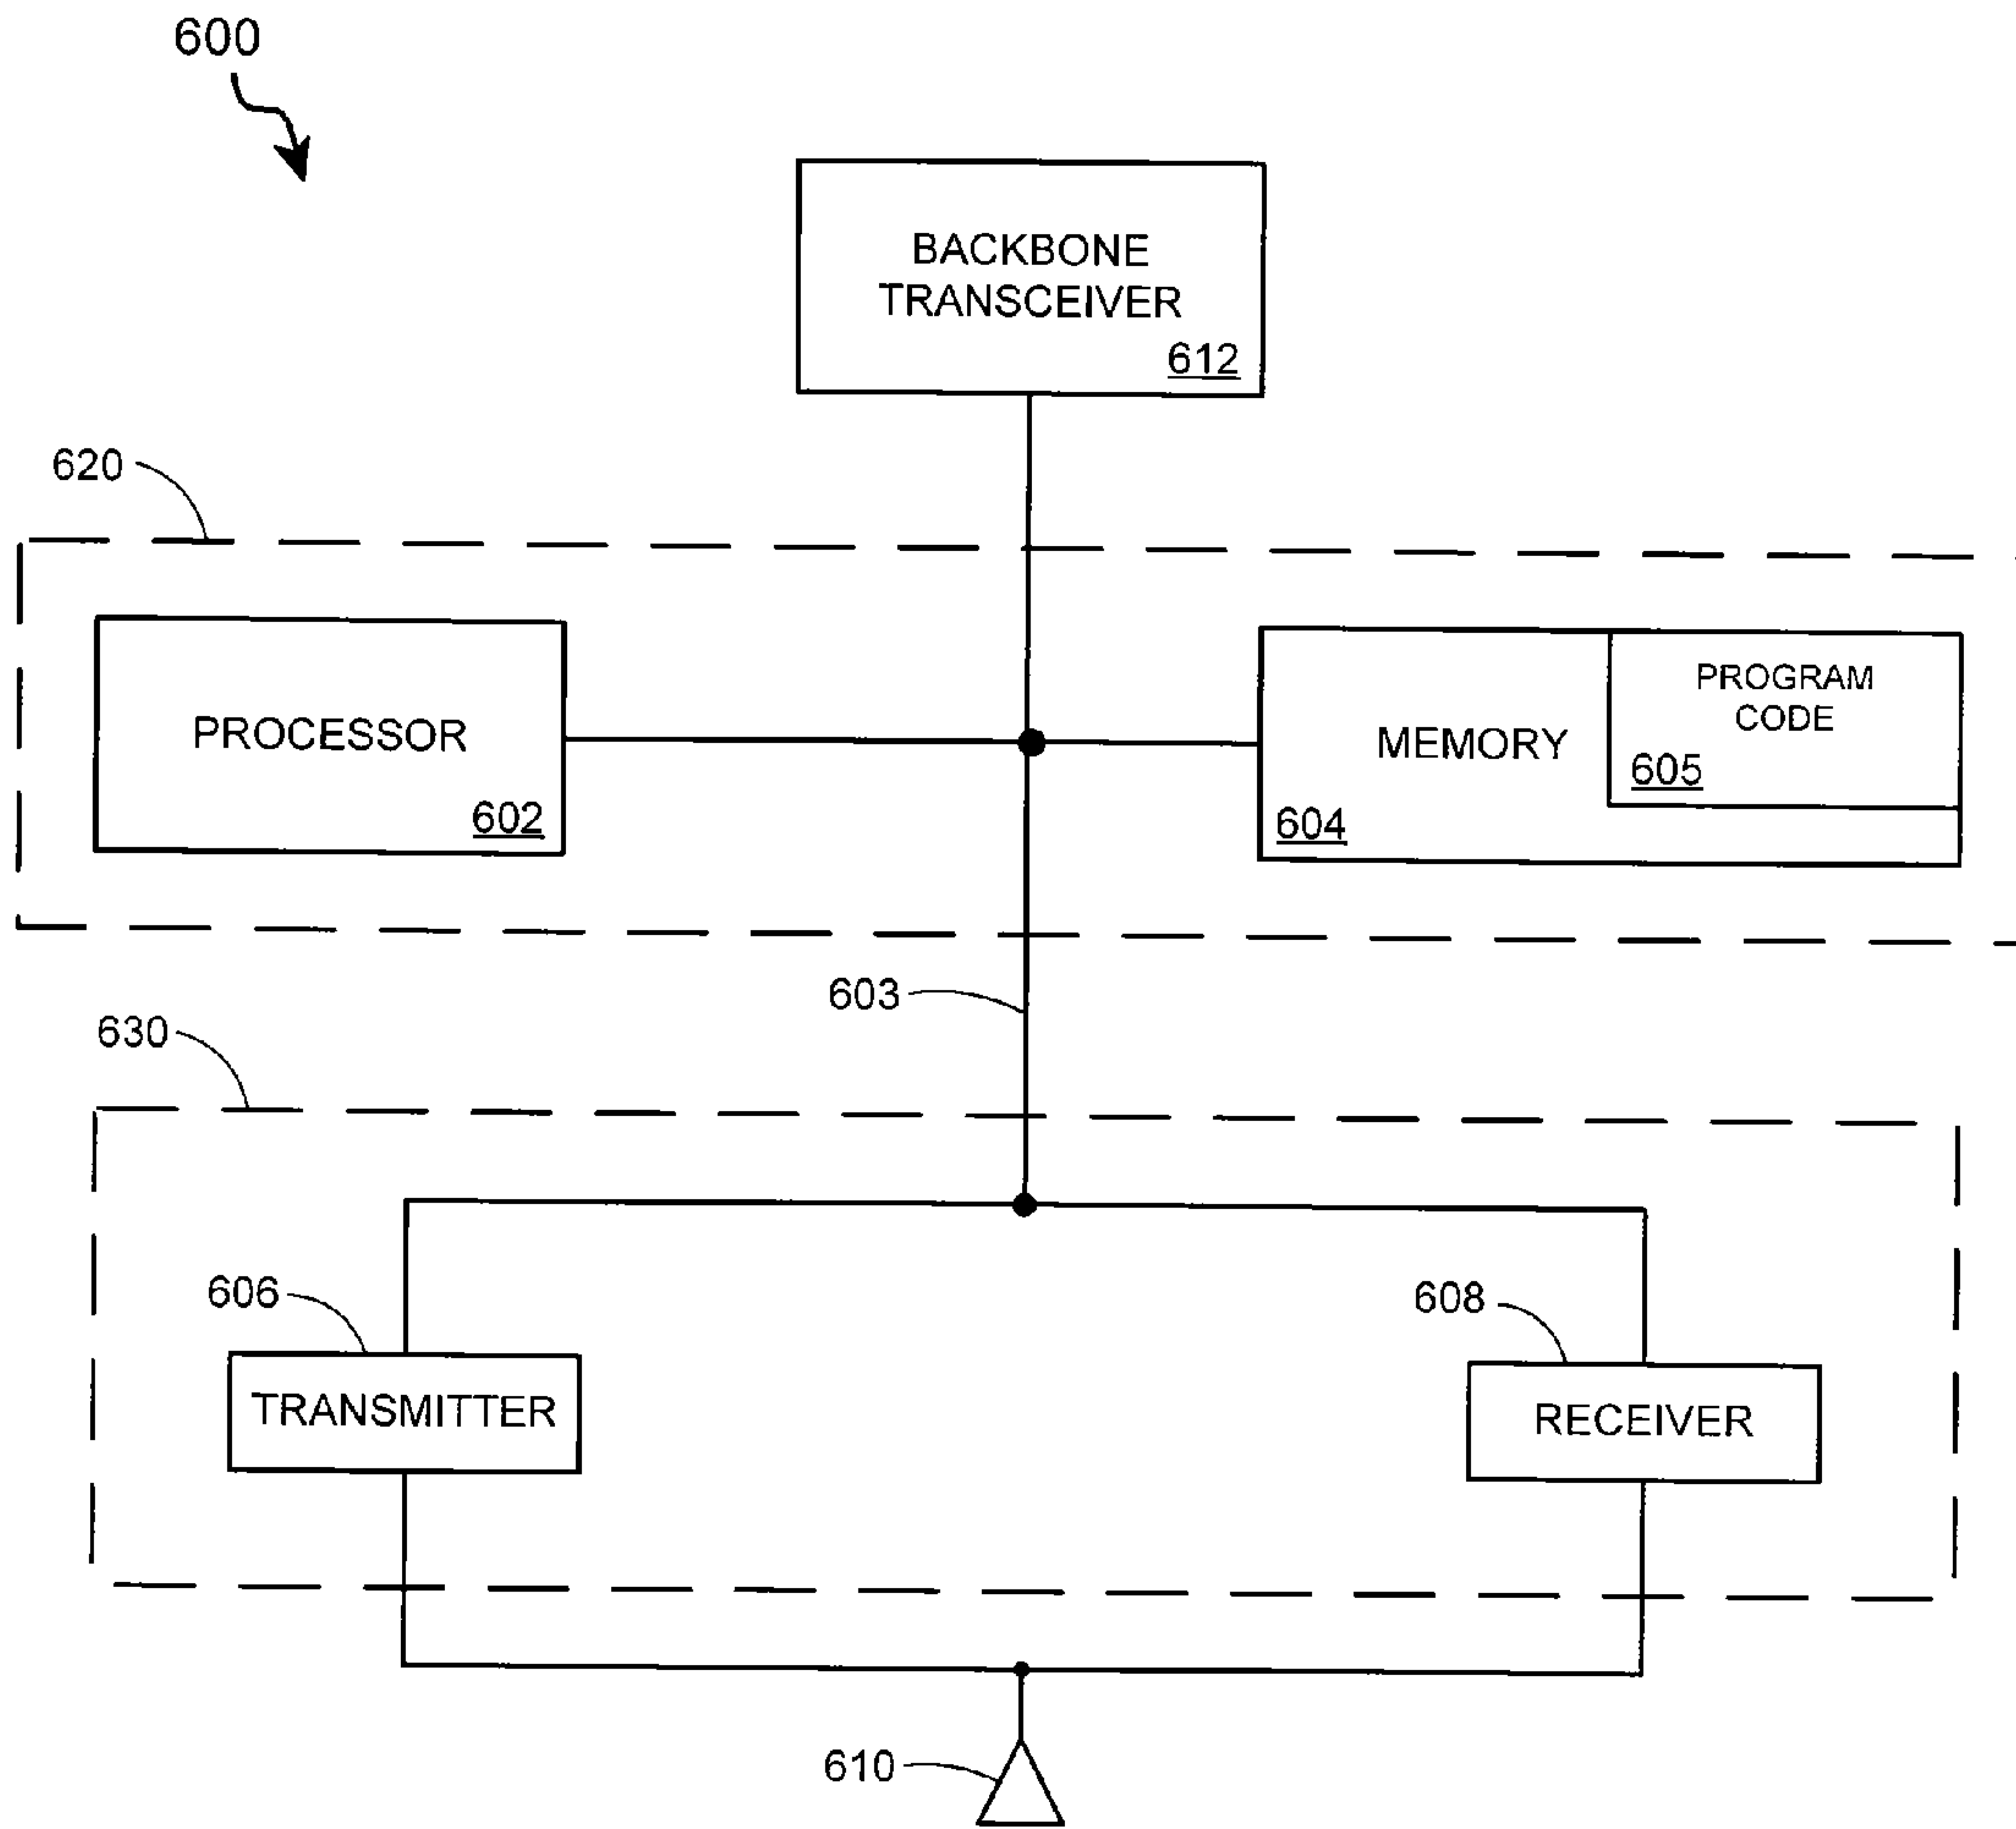 600
BACKBONE
TRANSCEIVER
612
620
PROCESSOR
602
MEMORY
604
PROGRAM
CODE
605
603
630
606
TRANSMITTER
608
RECEIVER
610